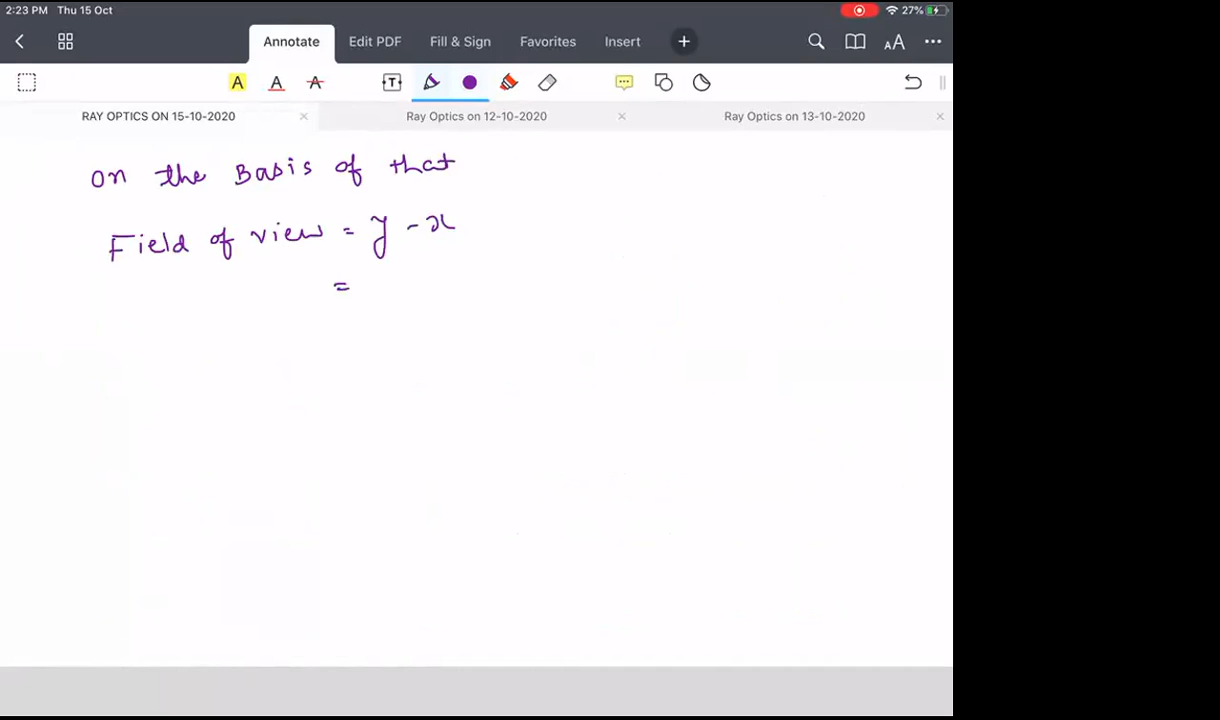 2:23 PM Thu 15 Oct 27%
Annotate Edit PDF Fill & Sign Favorites Insert
RAY OPTICS ON 15-10-2020 Ray Optics on 12-10-2020 Ray Optics on 13-10-2020
on the Basis of that
Field of view = y - x
=